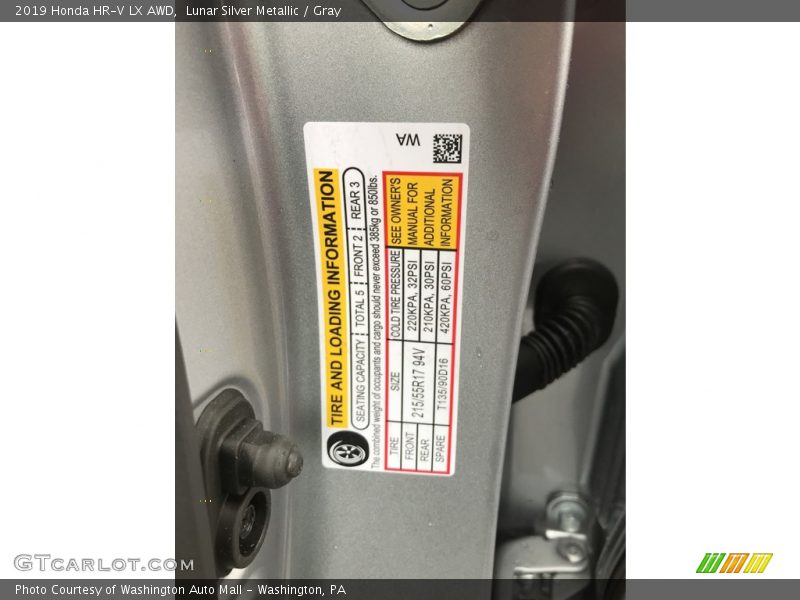 2019 Honda HR-V LX AWD,  Lunar Silver Metallic / Gray
WA
TIRE AND LOADING INFORMATION
SEATING CAPACITY TOTAL 5 FRONT 2 REAR 3
The combined weight of occupants and cargo should never exceed 385kg or 850lbs.
TIRE SIZE COLD TIRE PRESSURE SEE OWNER'S
FRONT 215/55R17 94V 220KPA, 32PSI MANUAL FOR
REAR 210KPA, 30PSI ADDITIONAL
SPARE T135/90D16 420KPA, 60PSI INFORMATION
GTcarlot.com
Photo Courtesy of Washington Auto Mall - Washington, PA